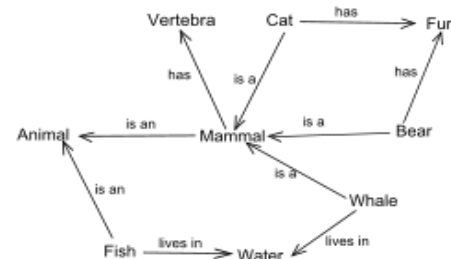 Vertebra Cat has Fur
has is a has
Animal is an Mammal is a Bear
is an is a Whale
Fish lives in Water lives in